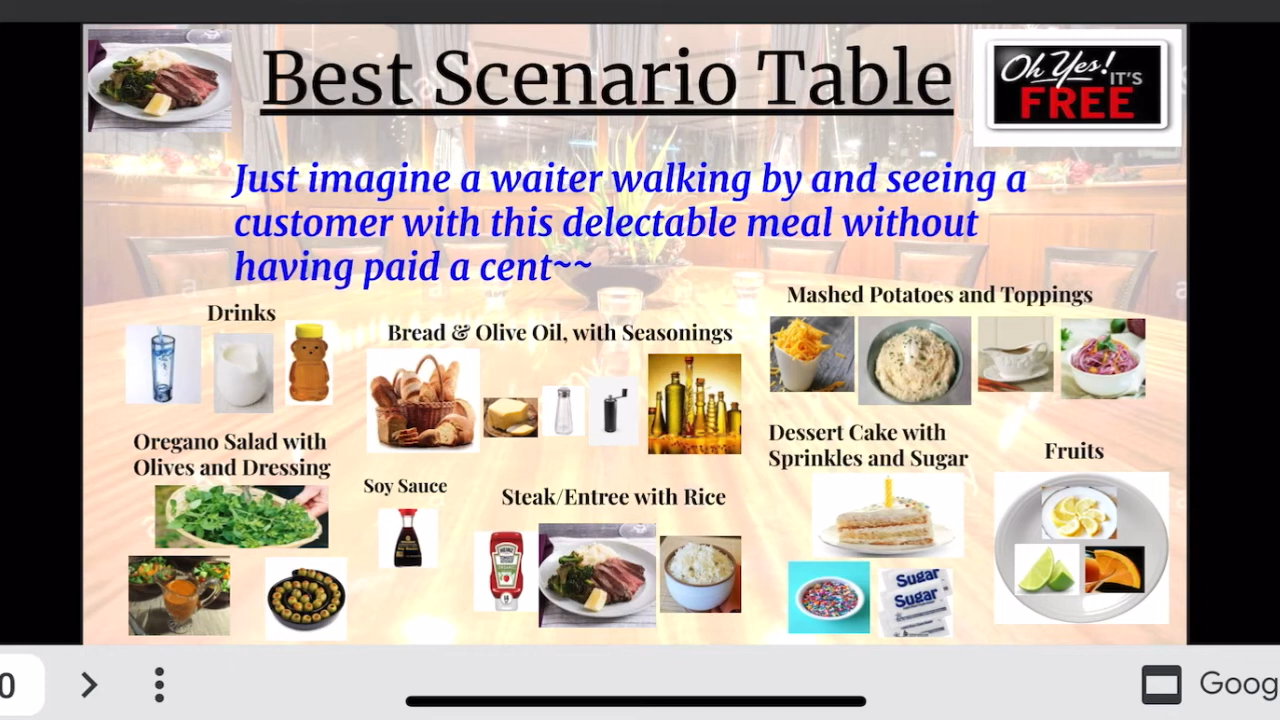 Best Scenario Table
Oh Yes! IT'S
FREE
Just imagine a waiter walking by and seeing a
customer with this delectable meal without
having paid a cent~~
Drinks
Bread & Olive Oil, with Seasonings
Mashed Potatoes and Toppings
Oregano Salad with
Olives and Dressing
Soy Sauce
Steak/Entree with Rice
Dessert Cake with
Sprinkles and Sugar
Fruits
HEINZ
Sugar
Sugar
0
Goog